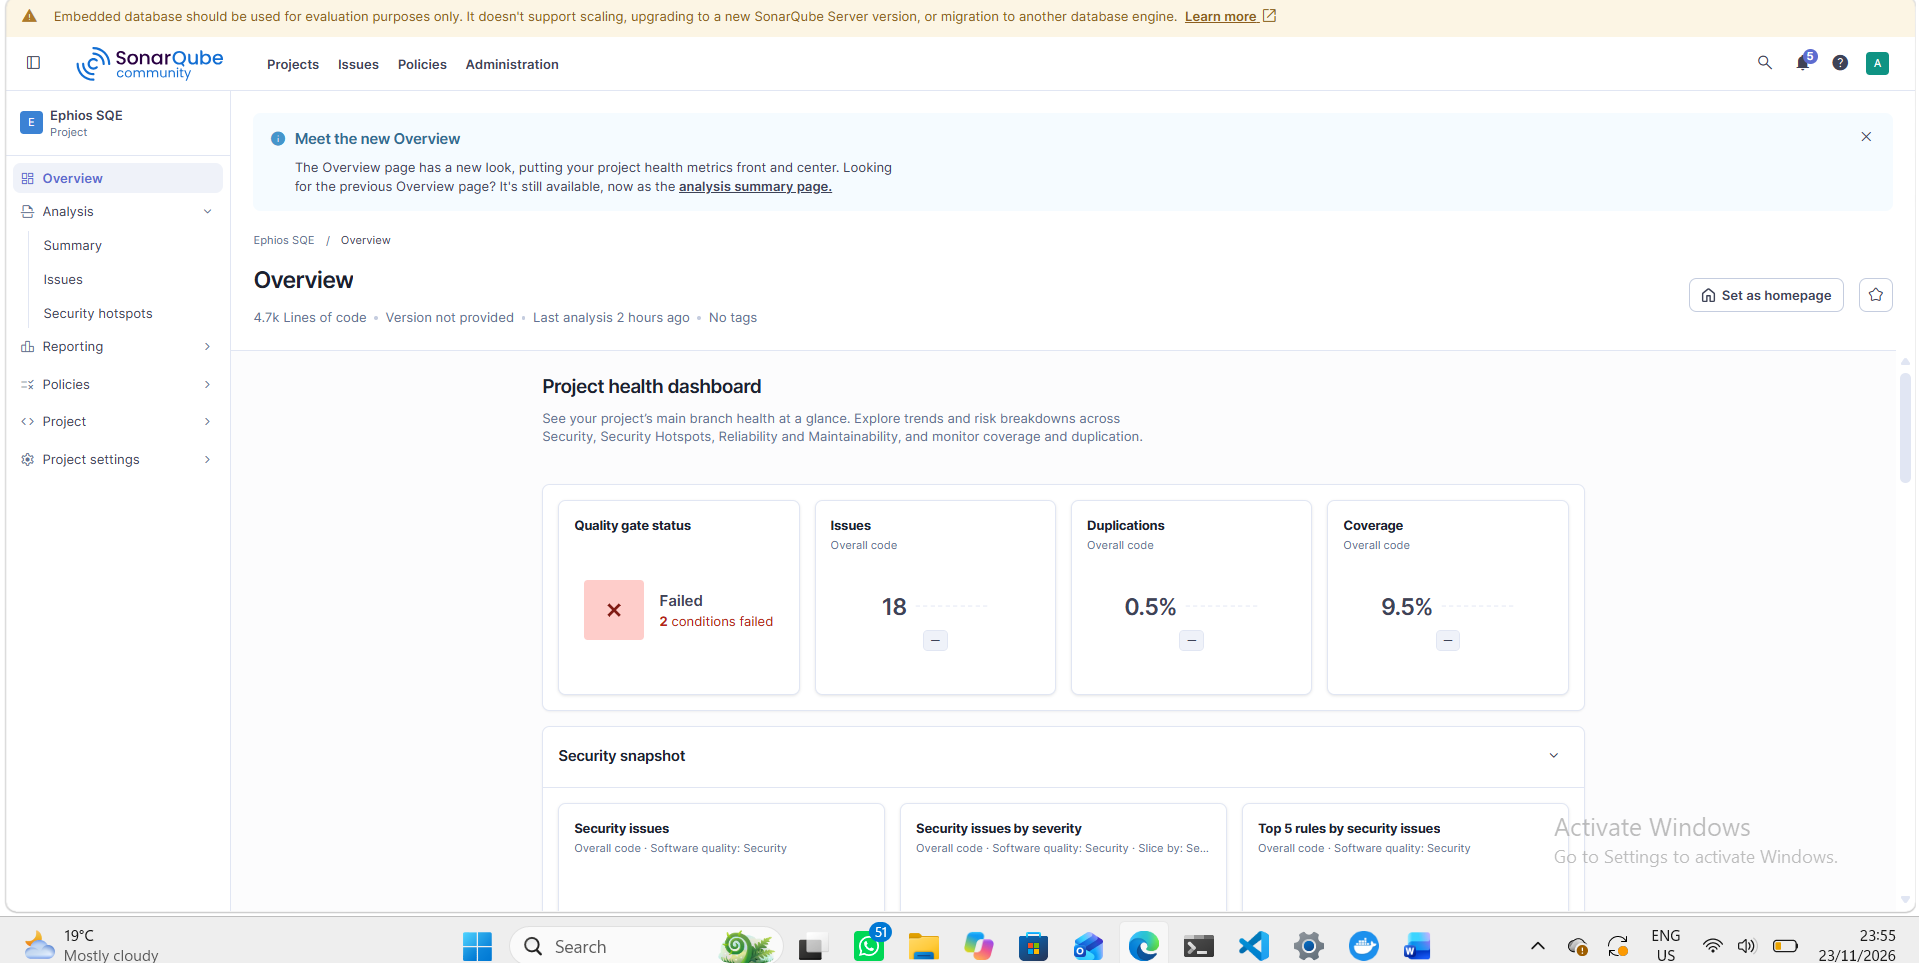 Embedded database should be used for evaluation purposes only. It doesn't support scaling, upgrading to a new SonarQube Server version, or migration to another database engine. Learn more
SonarQube
community
Projects
Issues
Policies
Administration
5
?
A
E
Ephios SQE
Project
Overview
Analysis
Summary
Issues
Security hotspots
Reporting
Policies
Project
Project settings
Meet the new Overview
The Overview page has a new look, putting your project health metrics front and center. Looking
for the previous Overview page? It's still available, now as the analysis summary page.
Ephios SQE / Overview
Overview
4.7k Lines of code • Version not provided • Last analysis 2 hours ago • No tags
Set as homepage
Project health dashboard
See your project's main branch health at a glance. Explore trends and risk breakdowns across
Security, Security Hotspots, Reliability and Maintainability, and monitor coverage and duplication.
Quality gate status
Failed
2 conditions failed
Issues
Overall code
18
–
Duplications
Overall code
0.5%
–
Coverage
Overall code
9.5%
–
Security snapshot
Security issues
Overall code · Software quality: Security
Security issues by severity
Overall code · Software quality: Security · Slice by: Se...
Top 5 rules by security issues
Overall code · Software quality: Security
Activate Windows
Go to Settings to activate Windows.
19°C
Mostly cloudy
Search
51
ENG
US
23:55
23/11/2026